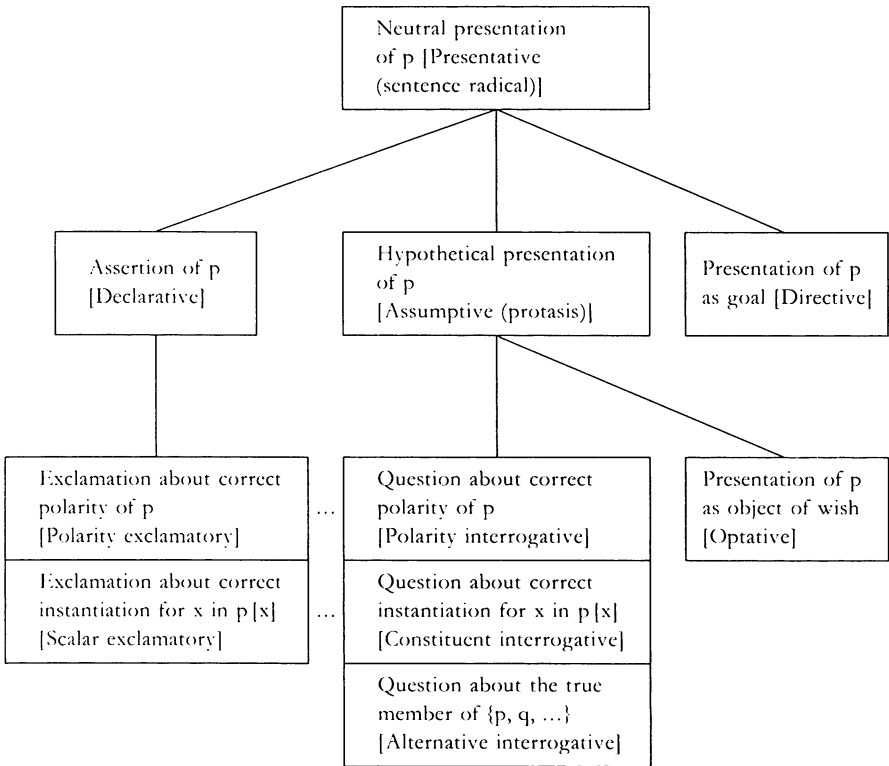 Neutral presentation
of p [Presentative
(sentence radical)]
Assertion of p
[Declarative]
Hypothetical presentation
of p
[Assumptive (protasis)]
Presentation of p
as goal [Directive]
Exclamation about correct
polarity of p
[Polarity exclamatory]
...
Question about correct
polarity of p
[Polarity interrogative]
Presentation of p
as object of wish
[Optative]
Exclamation about correct
instantiation for x in p[x]
[Scalar exclamatory]
...
Question about correct
instantiation for x in p[x]
[Constituent interrogative]
Question about the true
member of {p, q, ...}
[Alternative interrogative]